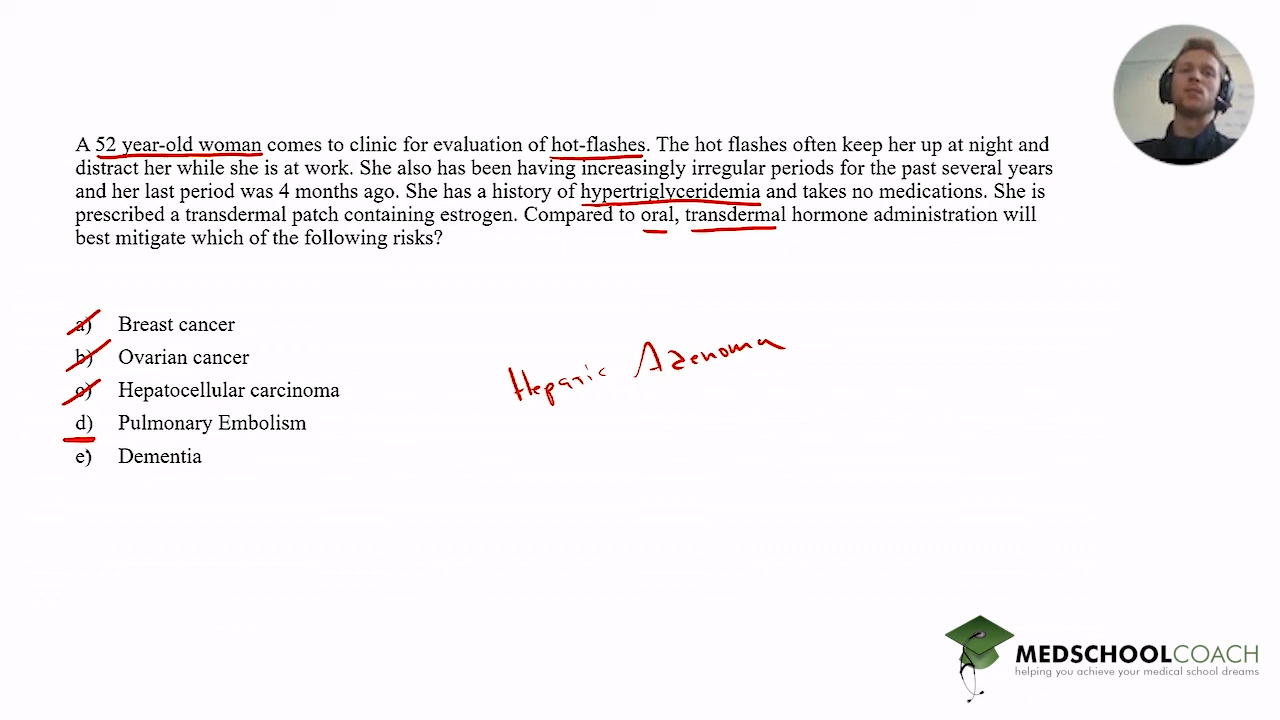 A 52 year-old woman comes to clinic for evaluation of hot-flashes. The hot flashes often keep her up at night and
distract her while she is at work. She also has been having increasingly irregular periods for the past several years
and her last period was 4 months ago. She has a history of hypertriglyceridemia and takes no medications. She is
prescribed a transdermal patch containing estrogen. Compared to oral, transdermal hormone administration will
best mitigate which of the following risks?
a) Breast cancer
b) Ovarian cancer
c) Hepatocellular carcinoma
d) Pulmonary Embolism
e) Dementia
Hepatic Adenoma
MEDSCHOOLCOACH
helping you achieve your medical school dreams